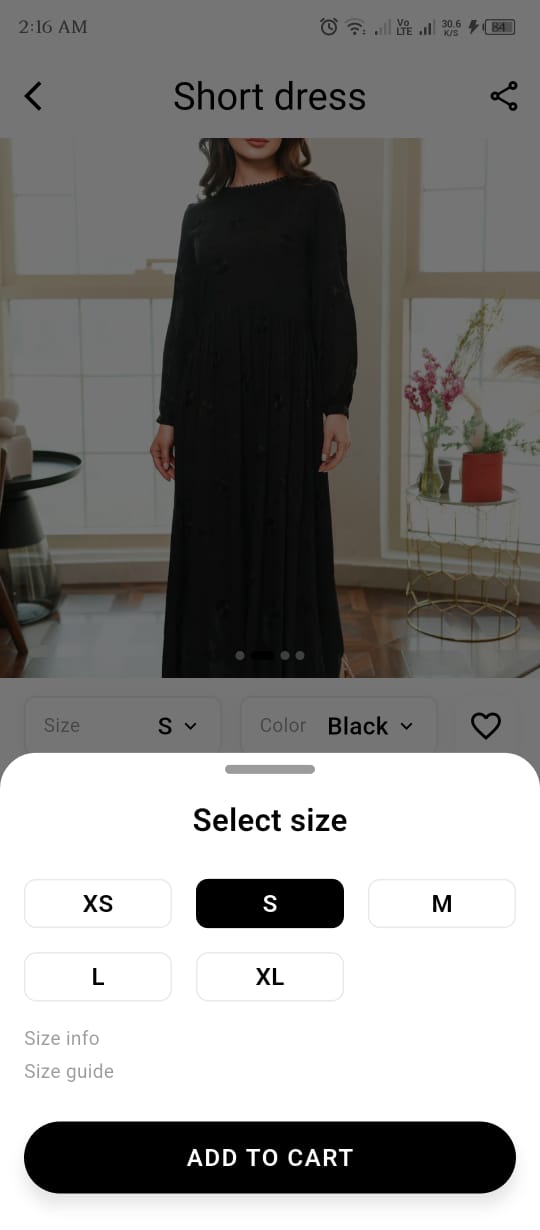 2:16 AM Vo LTE 30.6 K/S 84
Short dress
Size S Color Black
Select size
XS S M
L XL
Size info
Size guide
ADD TO CART